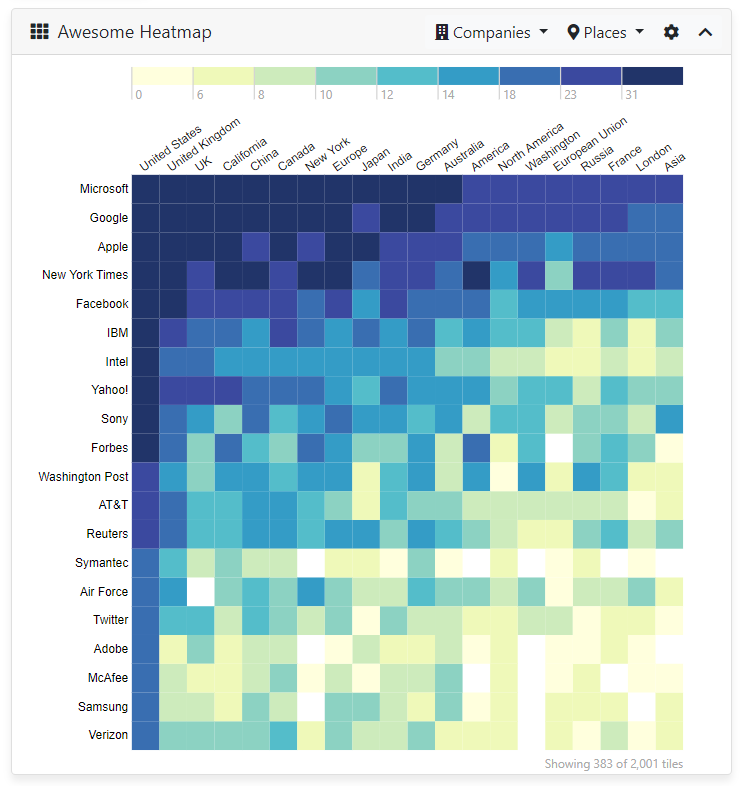 Awesome Heatmap Companies Places
0 6 8 10 12 14 18 23 31
United States United Kingdom UK California China Canada New York Europe Japan India Germany Australia America North America Washington European Union Russia France London Asia
Microsoft
Google
Apple
New York Times
Facebook
IBM
Intel
Yahoo!
Sony
Forbes
Washington Post
AT&T
Reuters
Symantec
Air Force
Twitter
Adobe
McAfee
Samsung
Verizon
Showing 383 of 2,001 tiles